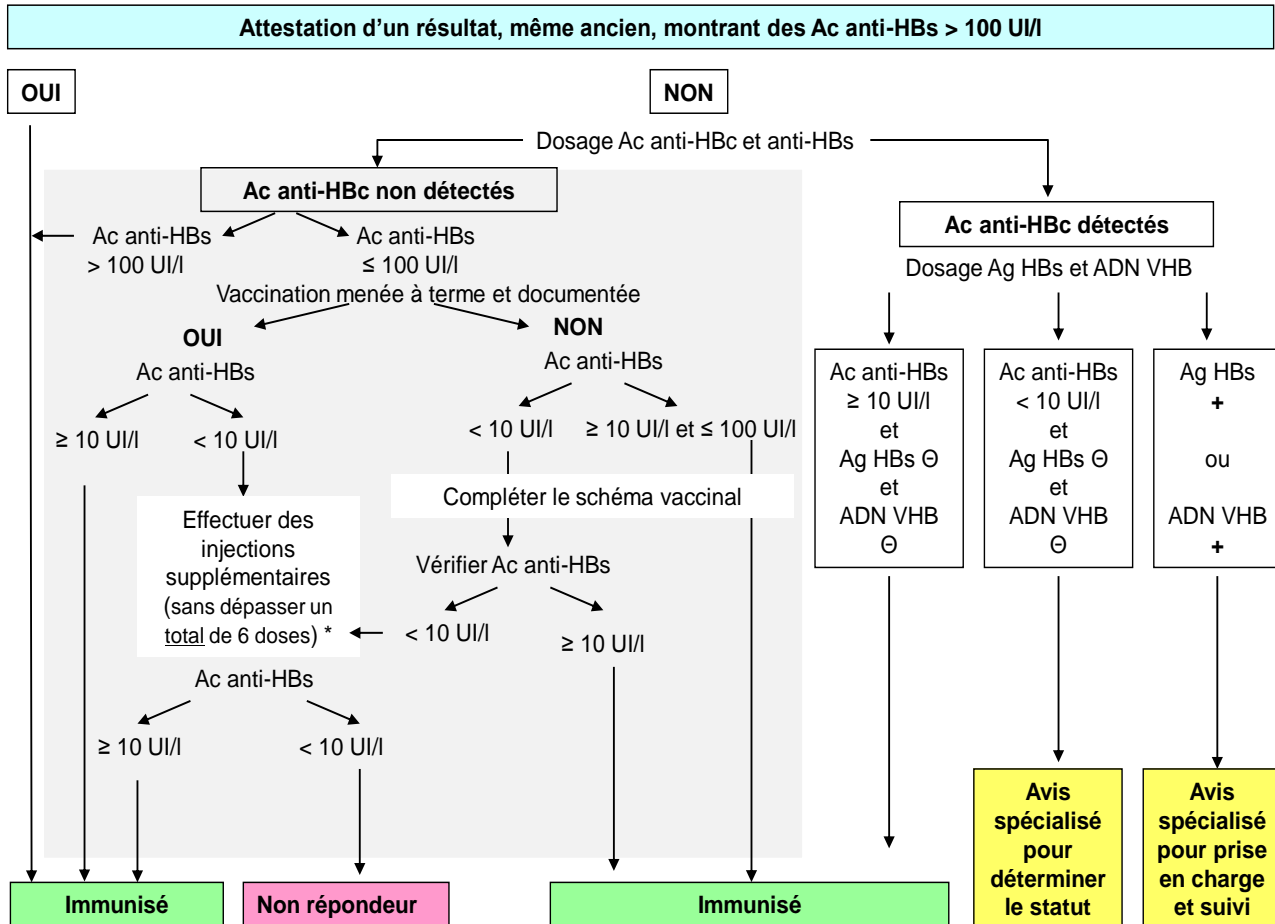 Attestation d'un résultat, même ancien, montrant des Ac anti-HBs > 100 UI/l
OUI
NON
Dosage Ac anti-HBc et anti-HBs
Ac anti-HBc non détectés
Ac anti-HBs
> 100 UI/l
Ac anti-HBs
≤ 100 UI/l
Vaccination menée à terme et documentée
OUI
Ac anti-HBs
≥ 10 UI/l
< 10 UI/l
Effectuer des
injections
supplémentaires
(sans dépasser un
total de 6 doses) *
Ac anti-HBs
≥ 10 UI/l
< 10 UI/l
NON
Ac anti-HBs
< 10 UI/l
≥ 10 UI/l et ≤ 100 UI/l
Compléter le schéma vaccinal
Vérifier Ac anti-HBs
< 10 UI/l
≥ 10 UI/l
Ac anti-HBc détectés
Dosage Ag HBs et ADN VHB
Ac anti-HBs
≥ 10 UI/l
et
Ag HBs Θ
et
ADN VHB
Θ
Ac anti-HBs
< 10 UI/l
et
Ag HBs Θ
et
ADN VHB
Θ
Ag HBs
+
ou
ADN VHB
+
Immunisé
Non répondeur
Immunisé
Avis
spécialisé
pour
déterminer
le statut
Avis
spécialisé
pour prise
en charge
et suivi